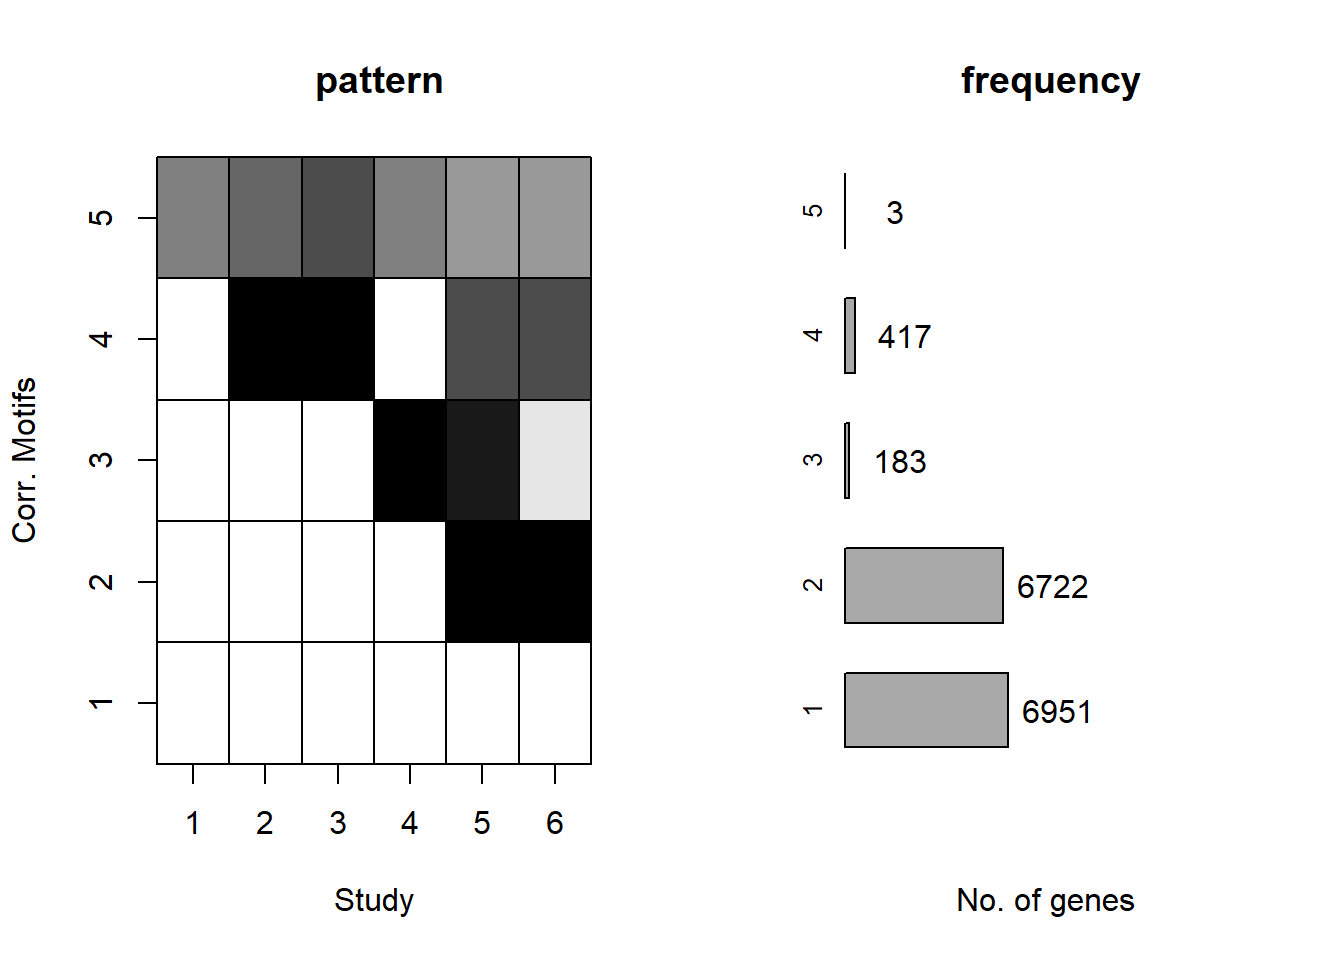 pattern
Corr. Motifs
5
4
3
2
1
1 2 3 4 5 6
Study
frequency
5 3
4 417
3 183
2 6722
1 6951
No. of genes